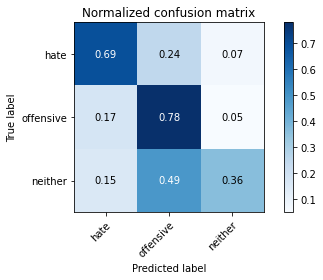 Normalized confusion matrix
True label
hate
0.69 0.24 0.07
offensive
0.17 0.78 0.05
neither
0.15 0.49 0.36
hate
offensive
neither
Predicted label
0.7
0.6
0.5
0.4
0.3
0.2
0.1